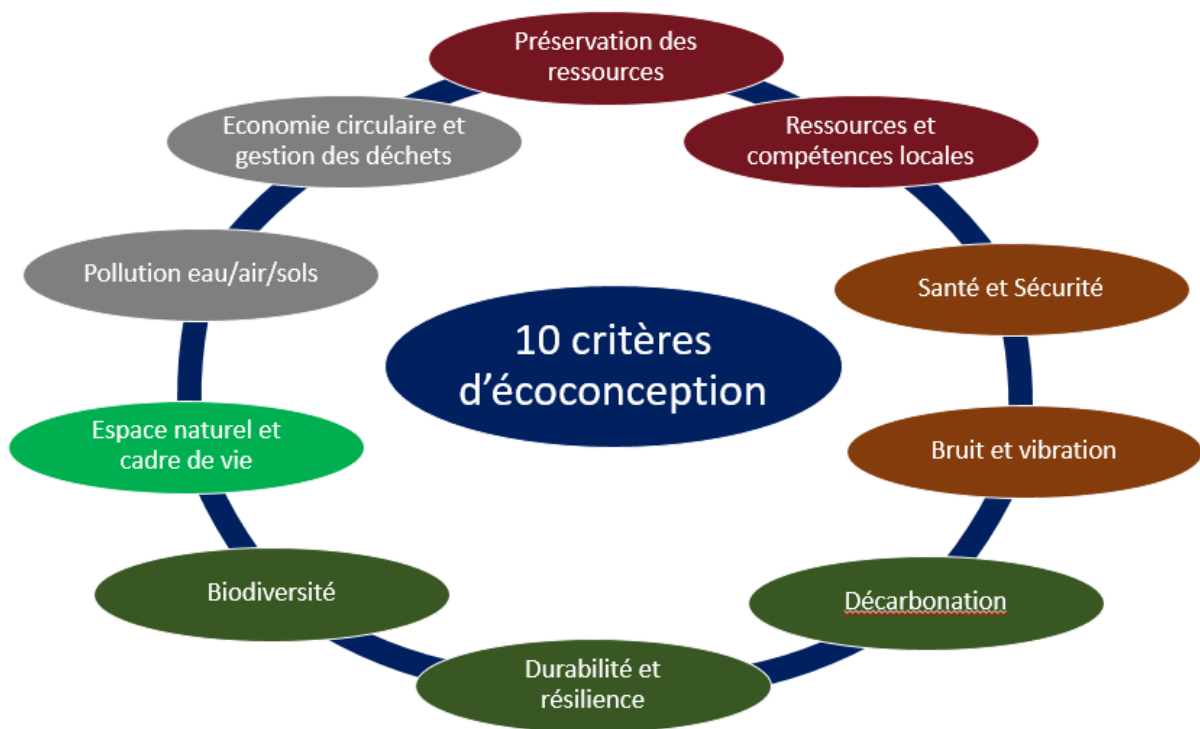 Préservation des
ressources
Ressources et
compétences locales
Santé et Sécurité
Bruit et vibration
Décarbonation
Durabilité et
résilience
Biodiversité
Espace naturel et
cadre de vie
Pollution eau/air/sols
Economie circulaire et
gestion des déchets
10 critères
d’écoconception